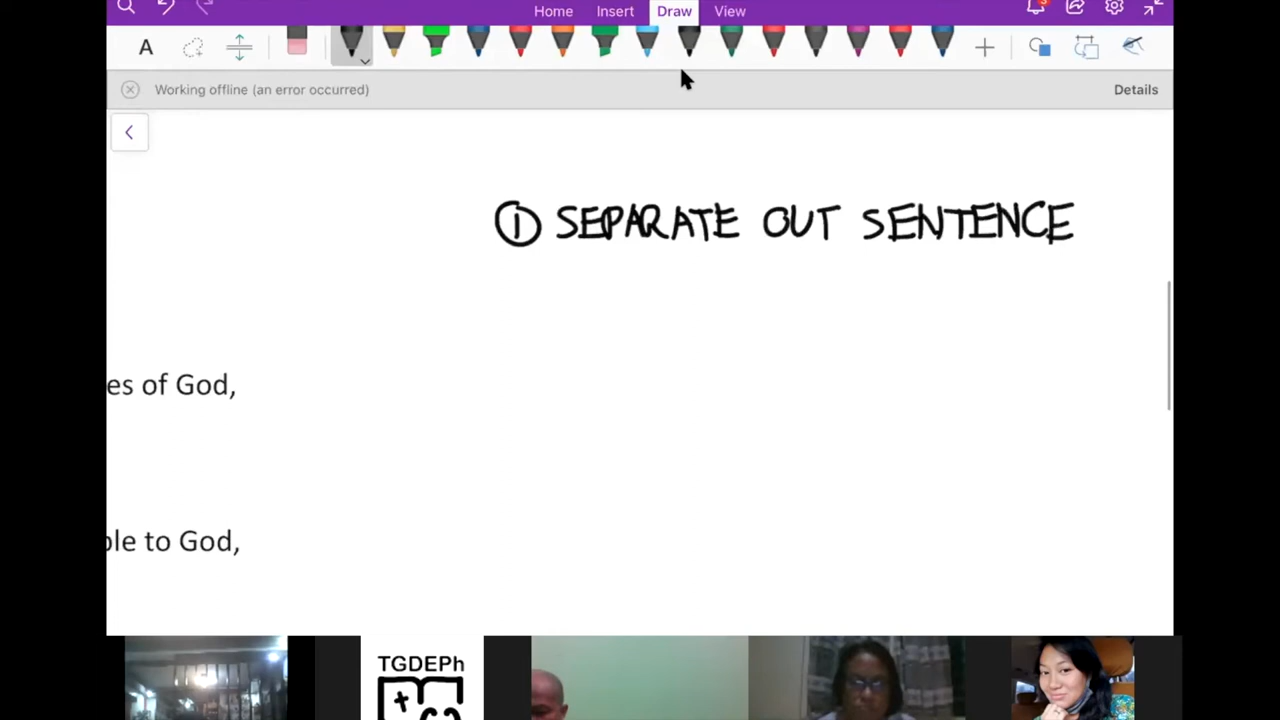 Home Insert Draw View
A
Working offline (an error occurred) Details
① SEPARATE OUT SENTENCE
es of God,
ple to God,
TGDEPh